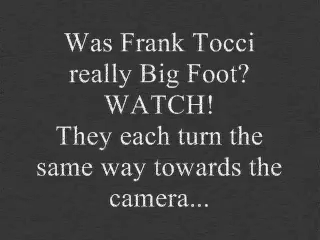 Was Frank Tocci
really Big Foot?
WATCH!
They each turn the
same way towards the
camera...